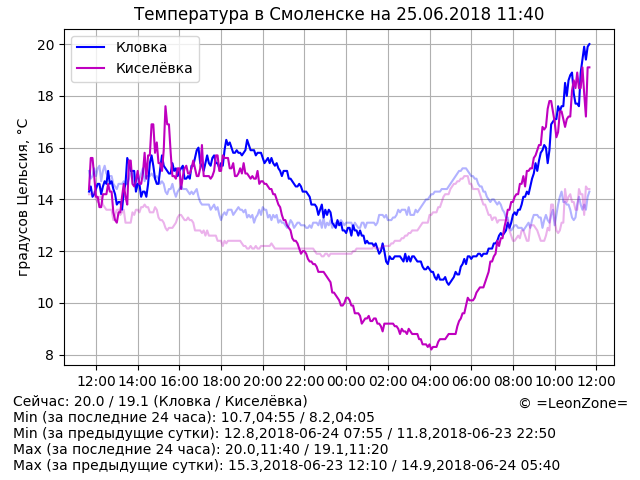 Температура в Смоленске на 25.06.2018 11:40
Кловка
Киселёвка
градусов Цельсия, °C
20
18
16
14
12
10
8
12:00 14:00 16:00 18:00 20:00 22:00 00:00 02:00 04:00 06:00 08:00 10:00 12:00
Сейчас: 20.0 / 19.1 (Кловка / Киселёвка)
© =LeonZone=
Min (за последние 24 часа): 10.7,04:55 / 8.2,04:05
Min (за предыдущие сутки): 12.8,2018-06-24 07:55 / 11.8,2018-06-23 22:50
Max (за последние 24 часа): 20.0,11:40 / 19.1,11:20
Max (за предыдущие сутки): 15.3,2018-06-23 12:10 / 14.9,2018-06-24 05:40